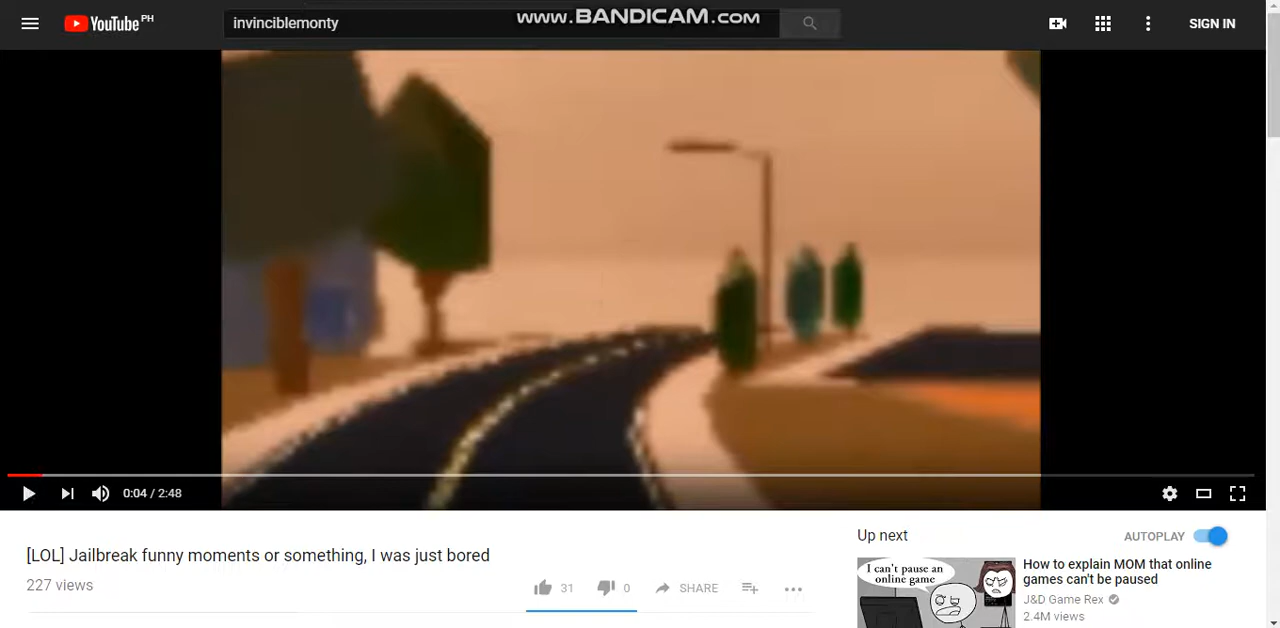 YouTube PH
invinciblemonty
WWW.BANDICAM.COM
SIGN IN
0:04 / 2:48
[LOL] Jailbreak funny moments or something, I was just bored
227 views
31
0
SHARE
Up next
AUTOPLAY
I can't pause an
online game
How to explain MOM that online
games can't be paused
J&D Game Rex
2.4M views